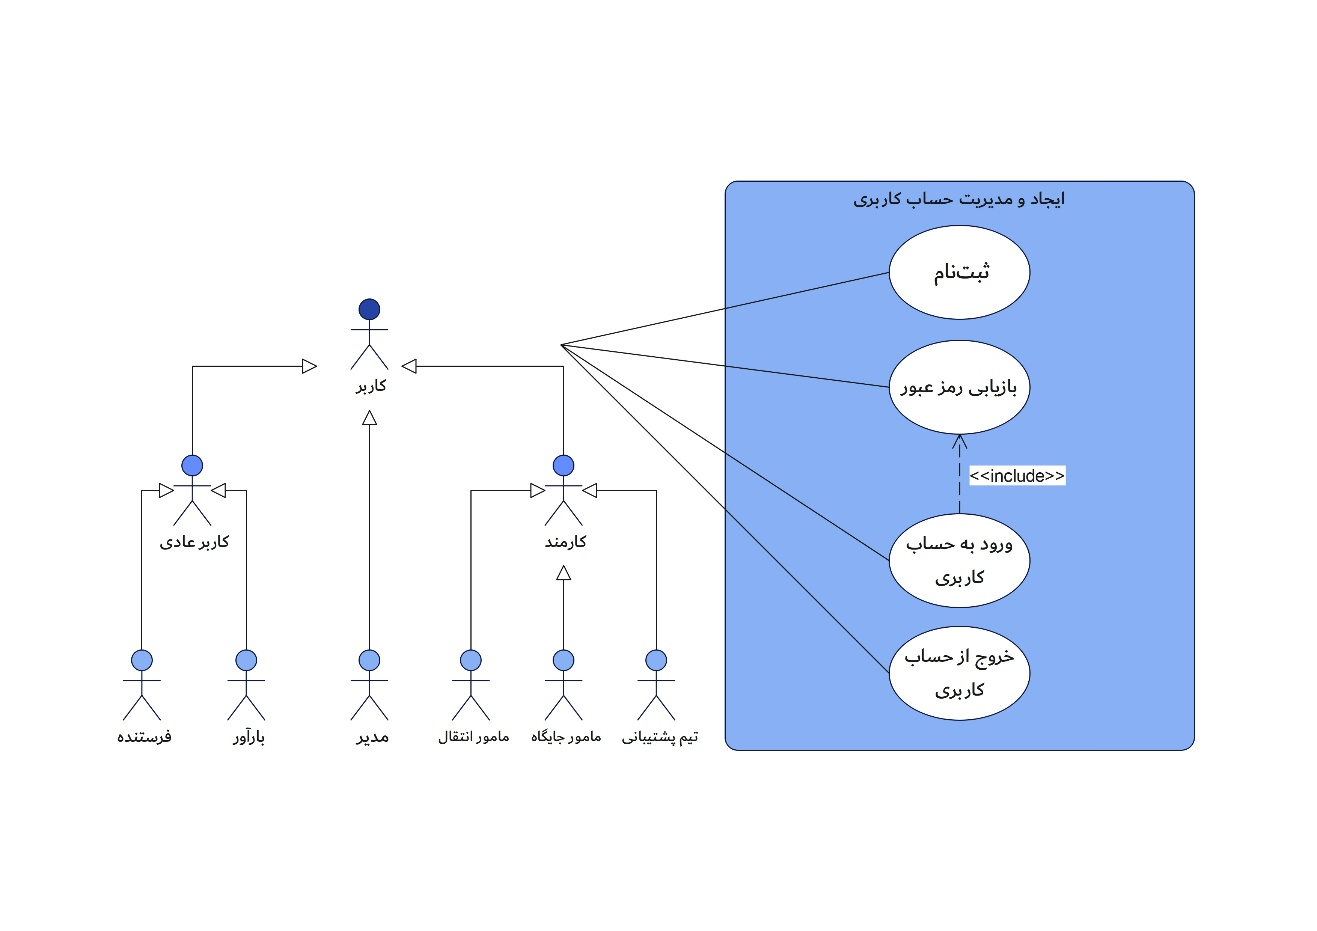 ایجاد و مدیریت حساب کاربری
ثبت‌نام
بازیابی رمز عبور
<<include>>
ورود به حساب
کاربری
خروج از حساب
کاربری
کاربر
کاربر عادی
کارمند
فرستنده
بارآور
مدیر
مامور انتقال
مامور جایگاه
تیم پشتیبانی